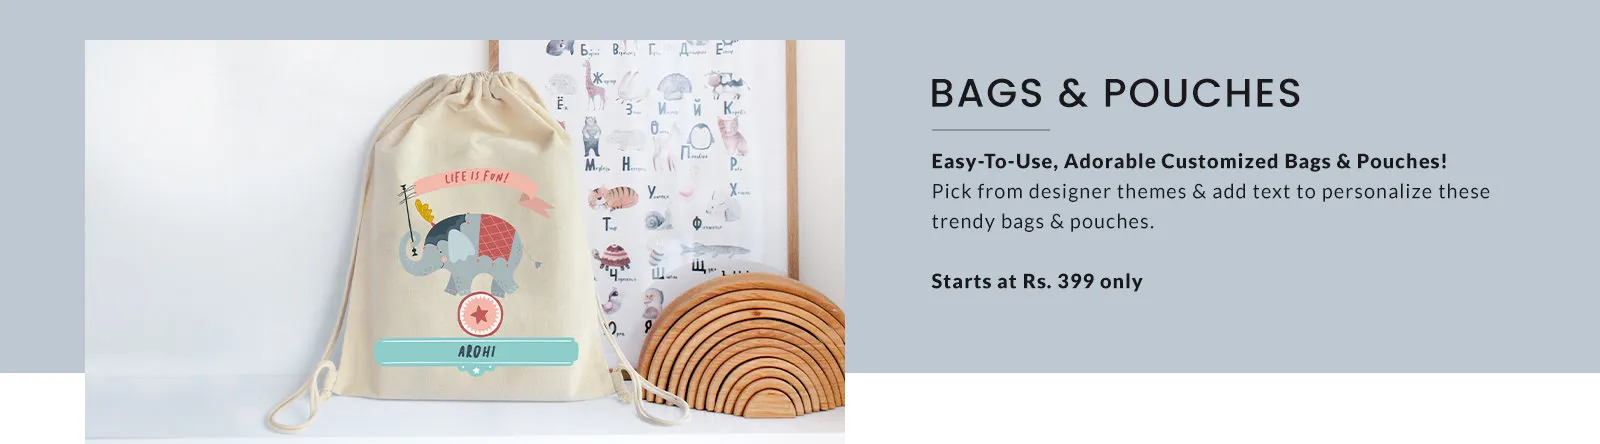 BAGS & POUCHES
Easy-To-Use, Adorable Customized Bags & Pouches!
Pick from designer themes & add text to personalize these
trendy bags & pouches.
Starts at Rs. 399 only
LIFE IS FUN!
AROHI
Б В Г Д Е
Ё Ж З И Й К
М Н О П Р
Т У Ф Х
Ч Ш Щ
Я